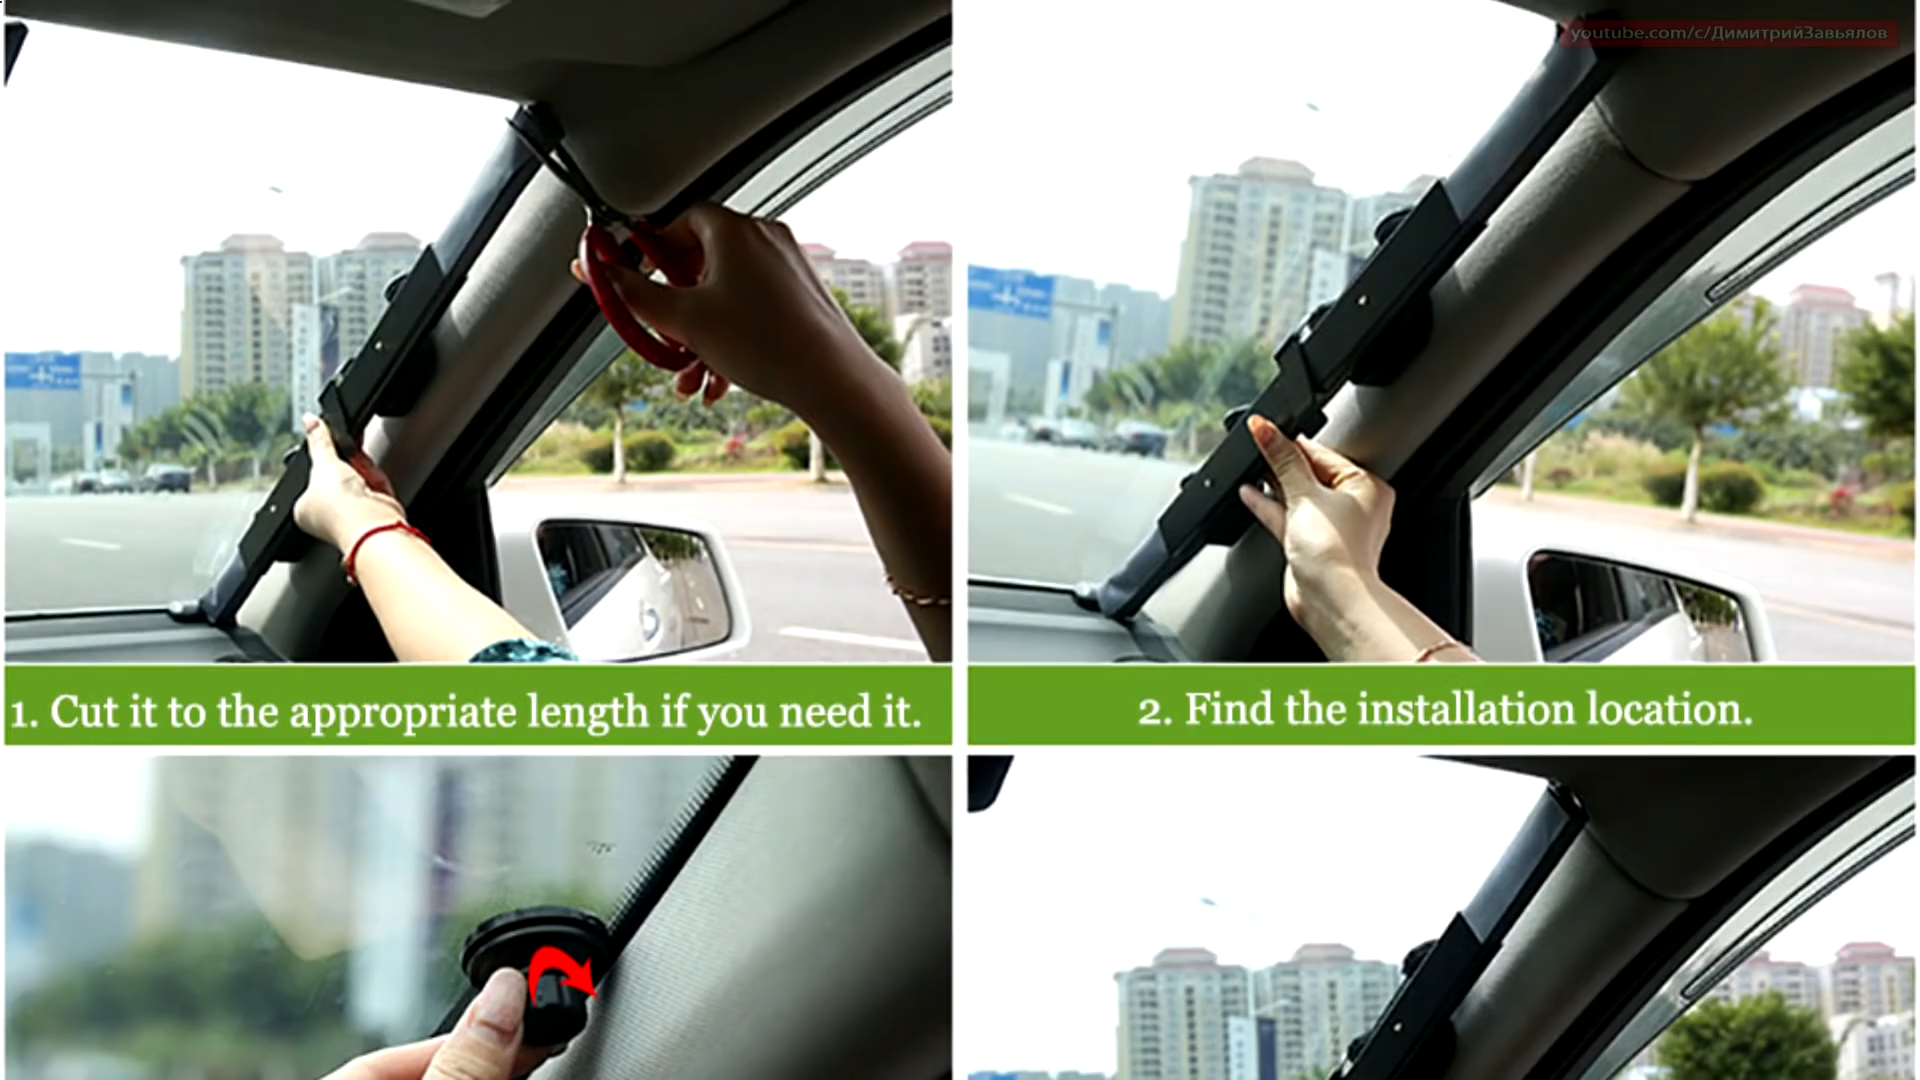 youtube.com/c/ДимитрийЗавьялов
1. Cut it to the appropriate length if you need it.
2. Find the installation location.